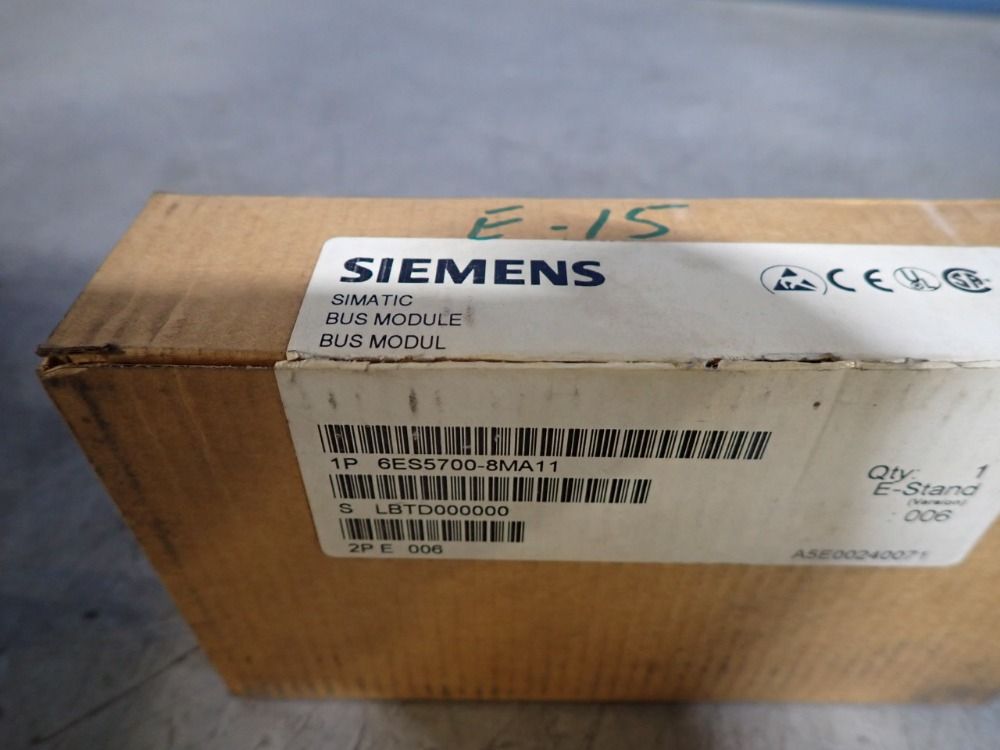 E-15
SIEMENS
SIMATIC
BUS MODULE
BUS MODUL
1P 6ES5700-8MA11
Qty: 1
E-Stand
(Version)
: 006
S LBTD000000
2P E 006
A5E00240071